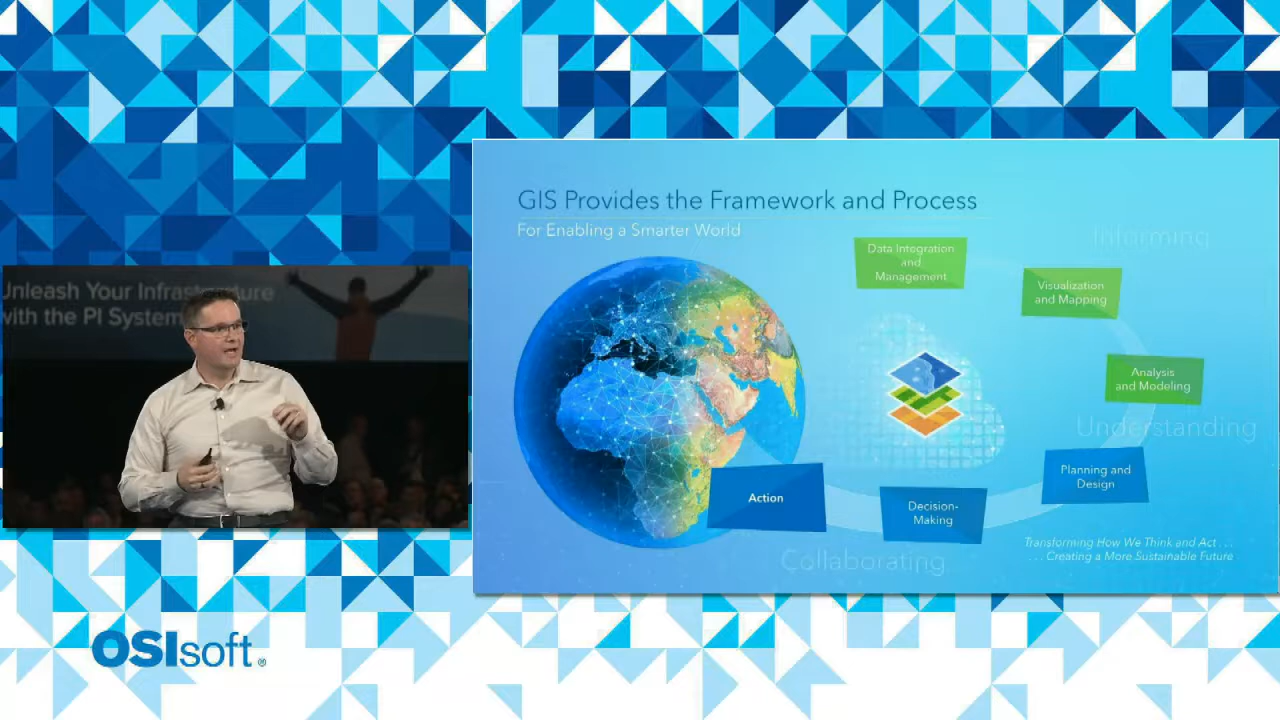 GIS Provides the Framework and Process
For Enabling a Smarter World
Informing
Data Integration
and
Management
Visualization
and Mapping
Unleash Your Infrastructure
with the PI System
Analysis
and Modeling
Understanding
Planning and
Design
Action
Decision-
Making
Transforming How We Think and Act . . .
. . . Creating a More Sustainable Future
Collaborating
OSIsoft®